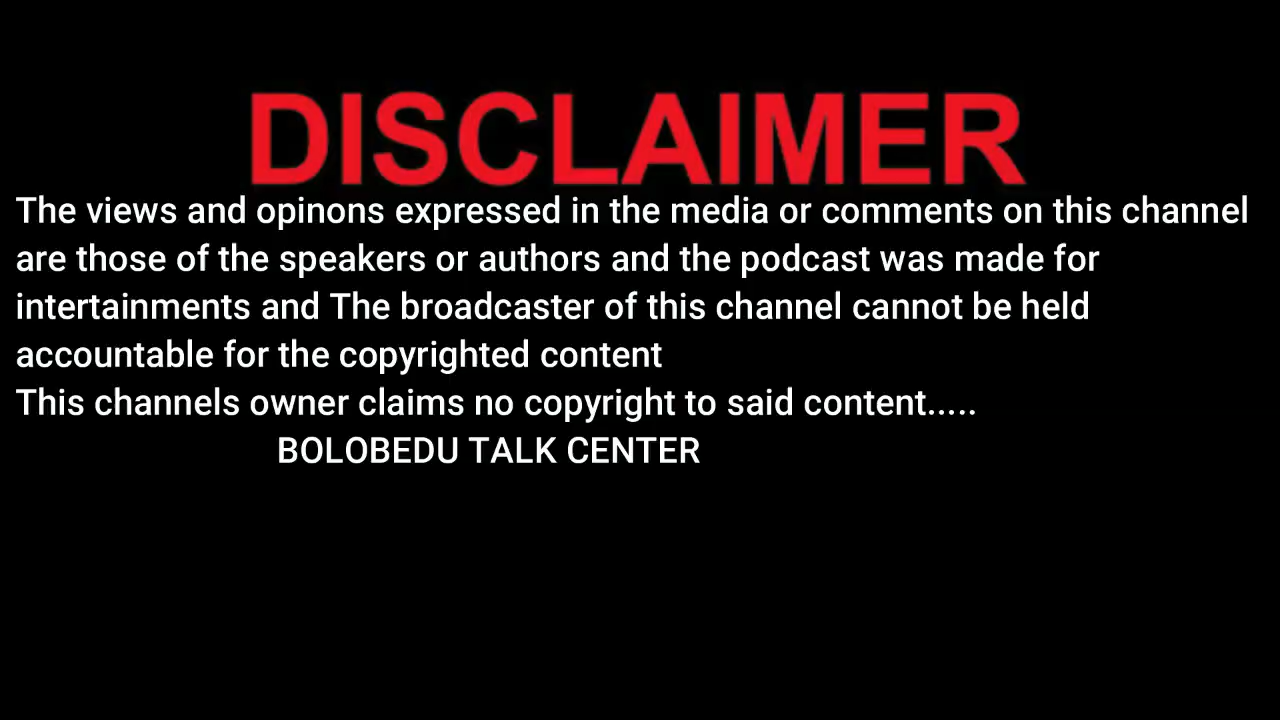 DISCLAIMER
The views and opinons expressed in the media or comments on this channel
are those of the speakers or authors and the podcast was made for
intertainments and The broadcaster of this channel cannot be held
accountable for the copyrighted content
This channels owner claims no copyright to said content.....
BOLOBEDU TALK CENTER